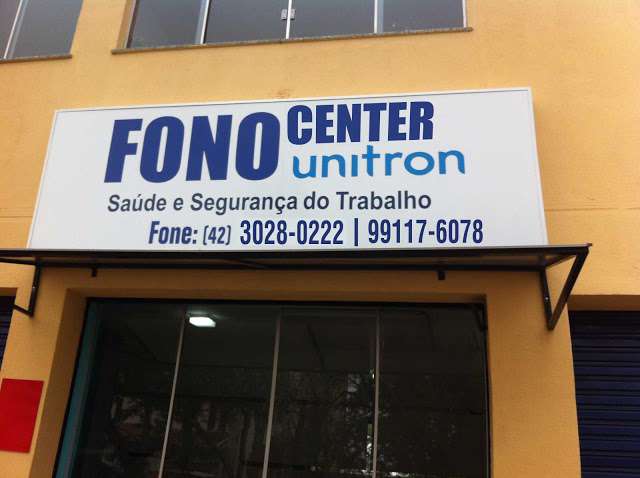 FONO CENTER
unitron
Saúde e Segurança do Trabalho
Fone: (42) 3028-0222 | 99117-6078